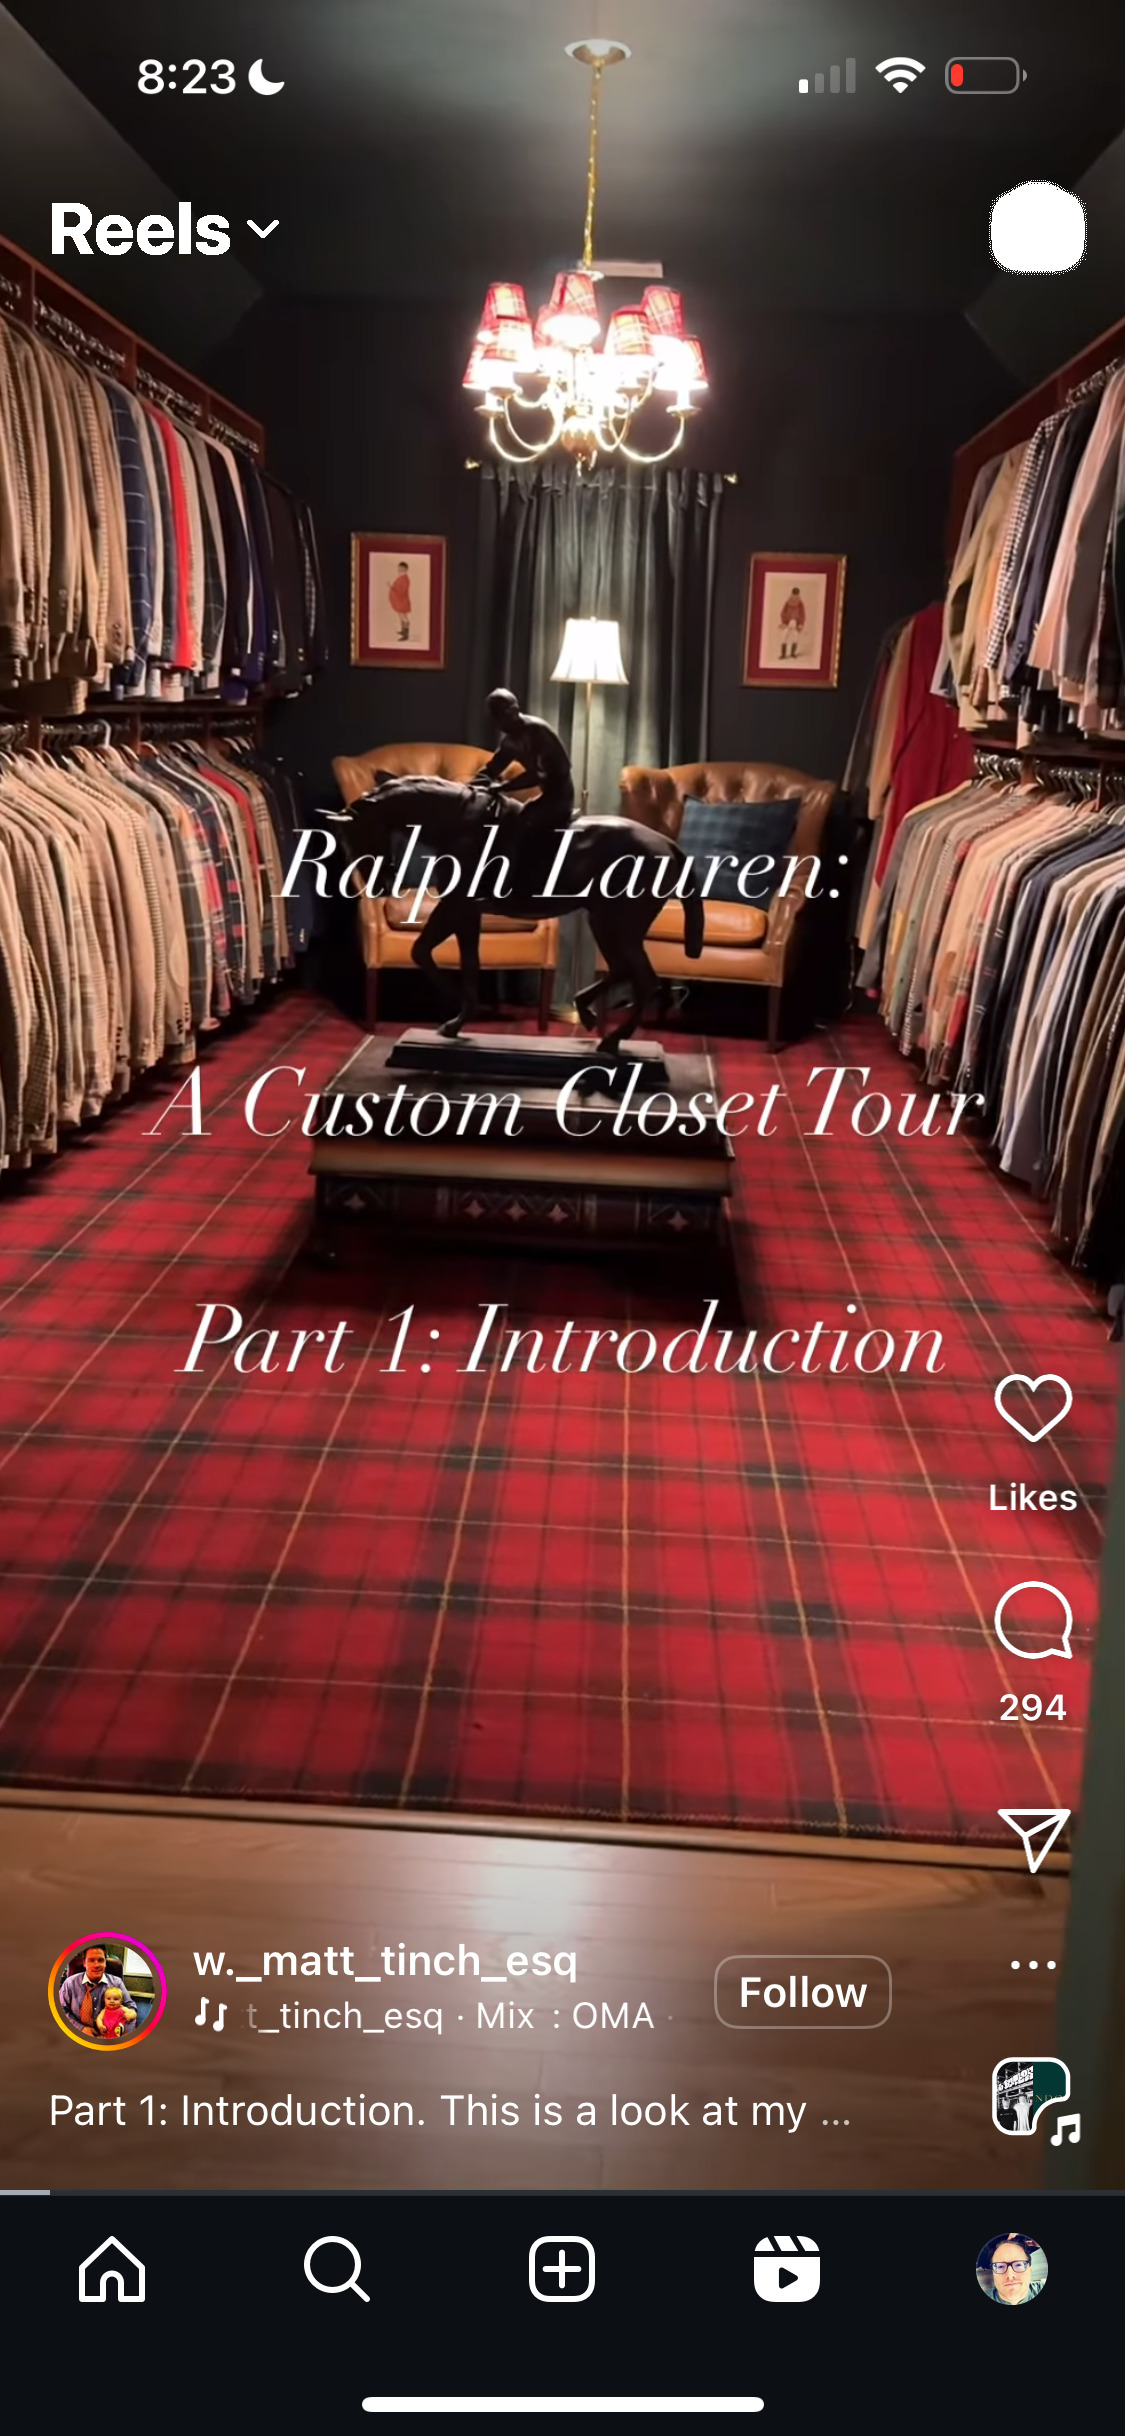 8:23
Reels
Ralph Lauren:
A Custom Closet Tour
Part 1: Introduction
Likes
294
w._matt_tinch_esq
t_tinch_esq · Mix : OMA ·
Follow
Part 1: Introduction. This is a look at my ...